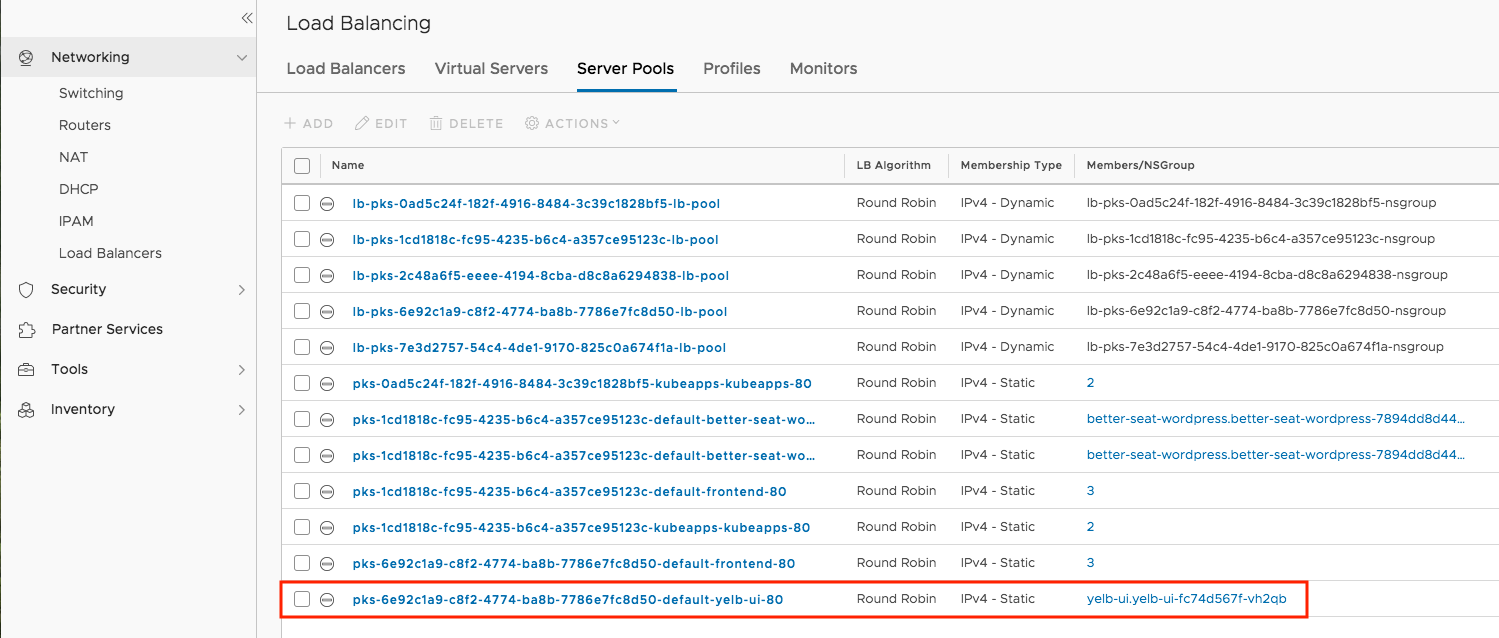 Load Balancing
Networking
Switching
Routers
NAT
DHCP
IPAM
Load Balancers
Security
Partner Services
Tools
Inventory
Load Balancers Virtual Servers Server Pools Profiles Monitors
ADD EDIT DELETE ACTIONS
Name LB Algorithm Membership Type Members/NSGroup
lb-pks-0ad5c24f-182f-4916-8484-3c39c1828bf5-lb-pool Round Robin IPv4 - Dynamic lb-pks-0ad5c24f-182f-4916-8484-3c39c1828bf5-nsgroup
lb-pks-1cd1818c-fc95-4235-b6c4-a357ce95123c-lb-pool Round Robin IPv4 - Dynamic lb-pks-1cd1818c-fc95-4235-b6c4-a357ce95123c-nsgroup
lb-pks-2c48a6f5-eeee-4194-8cba-d8c8a6294838-lb-pool Round Robin IPv4 - Dynamic lb-pks-2c48a6f5-eeee-4194-8cba-d8c8a6294838-nsgroup
lb-pks-6e92c1a9-c8f2-4774-ba8b-7786e7fc8d50-lb-pool Round Robin IPv4 - Dynamic lb-pks-6e92c1a9-c8f2-4774-ba8b-7786e7fc8d50-nsgroup
lb-pks-7e3d2757-54c4-4de1-9170-825c0a674f1a-lb-pool Round Robin IPv4 - Dynamic lb-pks-7e3d2757-54c4-4de1-9170-825c0a674f1a-nsgroup
pks-0ad5c24f-182f-4916-8484-3c39c1828bf5-kubeapps-kubeapps-80 Round Robin IPv4 - Static 2
pks-1cd1818c-fc95-4235-b6c4-a357ce95123c-default-better-seat-wo... Round Robin IPv4 - Static better-seat-wordpress.better-seat-wordpress-7894dd8d44...
pks-1cd1818c-fc95-4235-b6c4-a357ce95123c-default-better-seat-wo... Round Robin IPv4 - Static better-seat-wordpress.better-seat-wordpress-7894dd8d44...
pks-1cd1818c-fc95-4235-b6c4-a357ce95123c-default-frontend-80 Round Robin IPv4 - Static 3
pks-1cd1818c-fc95-4235-b6c4-a357ce95123c-kubeapps-kubeapps-80 Round Robin IPv4 - Static 2
pks-6e92c1a9-c8f2-4774-ba8b-7786e7fc8d50-default-frontend-80 Round Robin IPv4 - Static 3
pks-6e92c1a9-c8f2-4774-ba8b-7786e7fc8d50-default-yelb-ui-80 Round Robin IPv4 - Static yelb-ui.yelb-ui-fc74d567f-vh2qb